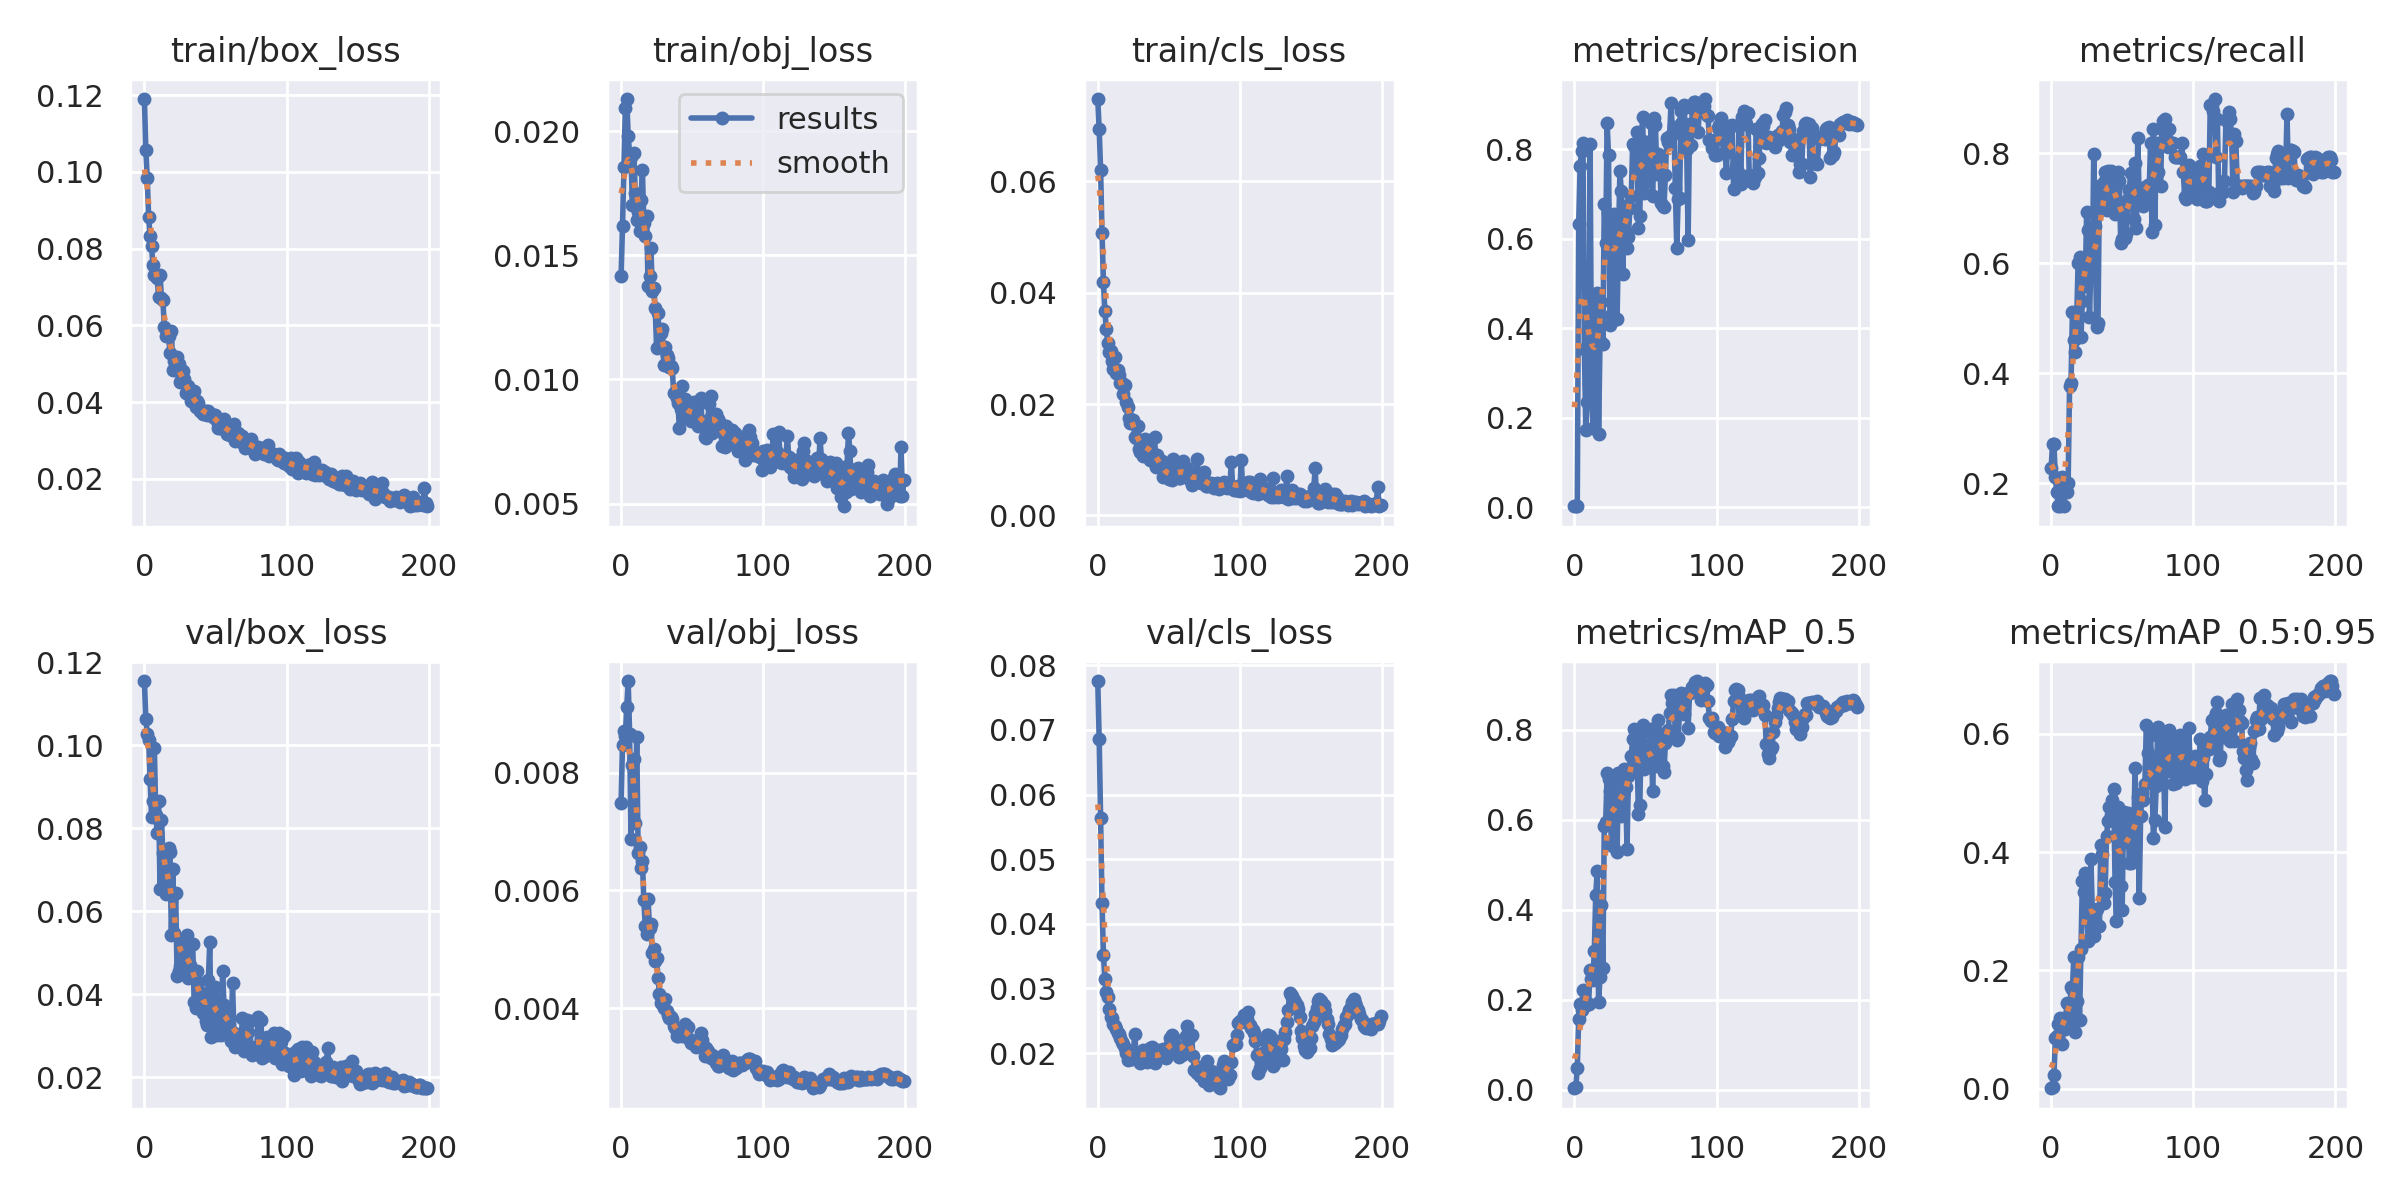 train/box_loss
0.12
0.10
0.08
0.06
0.04
0.02
0 100 200
train/obj_loss
results
smooth
0.020
0.015
0.010
0.005
0 100 200
train/cls_loss
0.06
0.04
0.02
0.00
0 100 200
metrics/precision
0.8
0.6
0.4
0.2
0.0
0 100 200
metrics/recall
0.8
0.6
0.4
0.2
0 100 200
val/box_loss
0.12
0.10
0.08
0.06
0.04
0.02
0 100 200
val/obj_loss
0.008
0.006
0.004
0 100 200
val/cls_loss
0.08
0.07
0.06
0.05
0.04
0.03
0.02
0 100 200
metrics/mAP_0.5
0.8
0.6
0.4
0.2
0.0
0 100 200
metrics/mAP_0.5:0.95
0.6
0.4
0.2
0.0
0 100 200